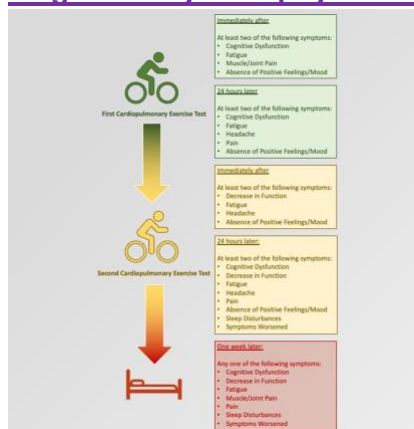 Immediately after
At least two of the following symptoms:
• Cognitive Dysfunction
• Fatigue
• Muscle/Joint Pain
• Absence of Positive Feelings/Mood
First Cardiopulmonary Exercise Test
24 hours later
At least two of the following symptoms:
• Cognitive Dysfunction
• Fatigue
• Headache
• Pain
• Absence of Positive Feelings/Mood
Immediately after
At least two of the following symptoms:
• Decrease in Function
• Fatigue
• Headache
• Absence of Positive Feelings/Mood
Second Cardiopulmonary Exercise Test
24 hours later:
At least two of the following symptoms:
• Cognitive Dysfunction
• Decrease in Function
• Fatigue
• Headache
• Pain
• Absence of Positive Feelings/Mood
• Sleep Disturbances
• Symptoms Worsened
One week later:
Any one of the following symptoms:
• Cognitive Dysfunction
• Decrease in Function
• Fatigue
• Muscle/Joint Pain
• Pain
• Sleep Disturbances
• Symptoms Worsened